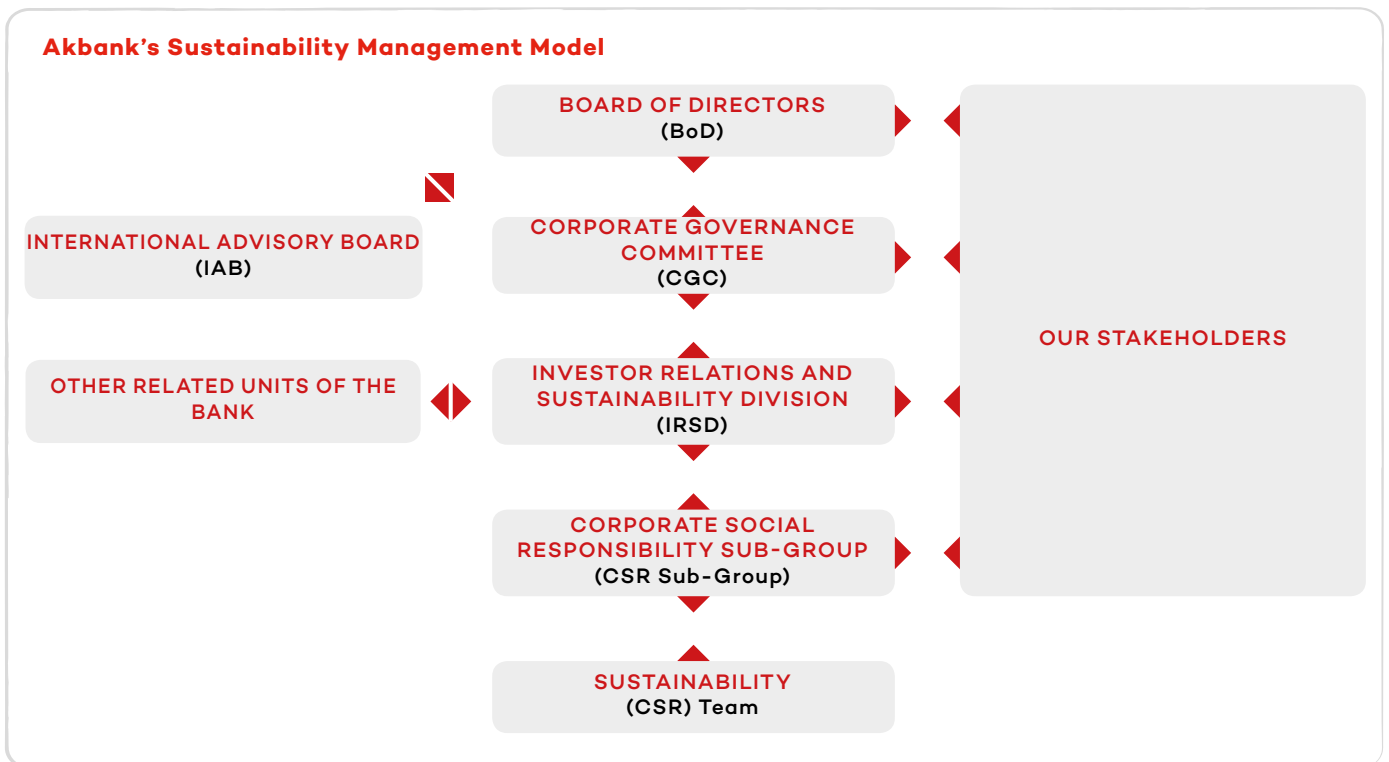 Akbank’s Sustainability Management Model
BOARD OF DIRECTORS
(BoD)
INTERNATIONAL ADVISORY BOARD
(IAB)
CORPORATE GOVERNANCE
COMMITTEE
(CGC)
OUR STAKEHOLDERS
OTHER RELATED UNITS OF THE
BANK
INVESTOR RELATIONS AND
SUSTAINABILITY DIVISION
(IRSD)
CORPORATE SOCIAL
RESPONSIBILITY SUB-GROUP
(CSR Sub-Group)
SUSTAINABILITY
(CSR) Team